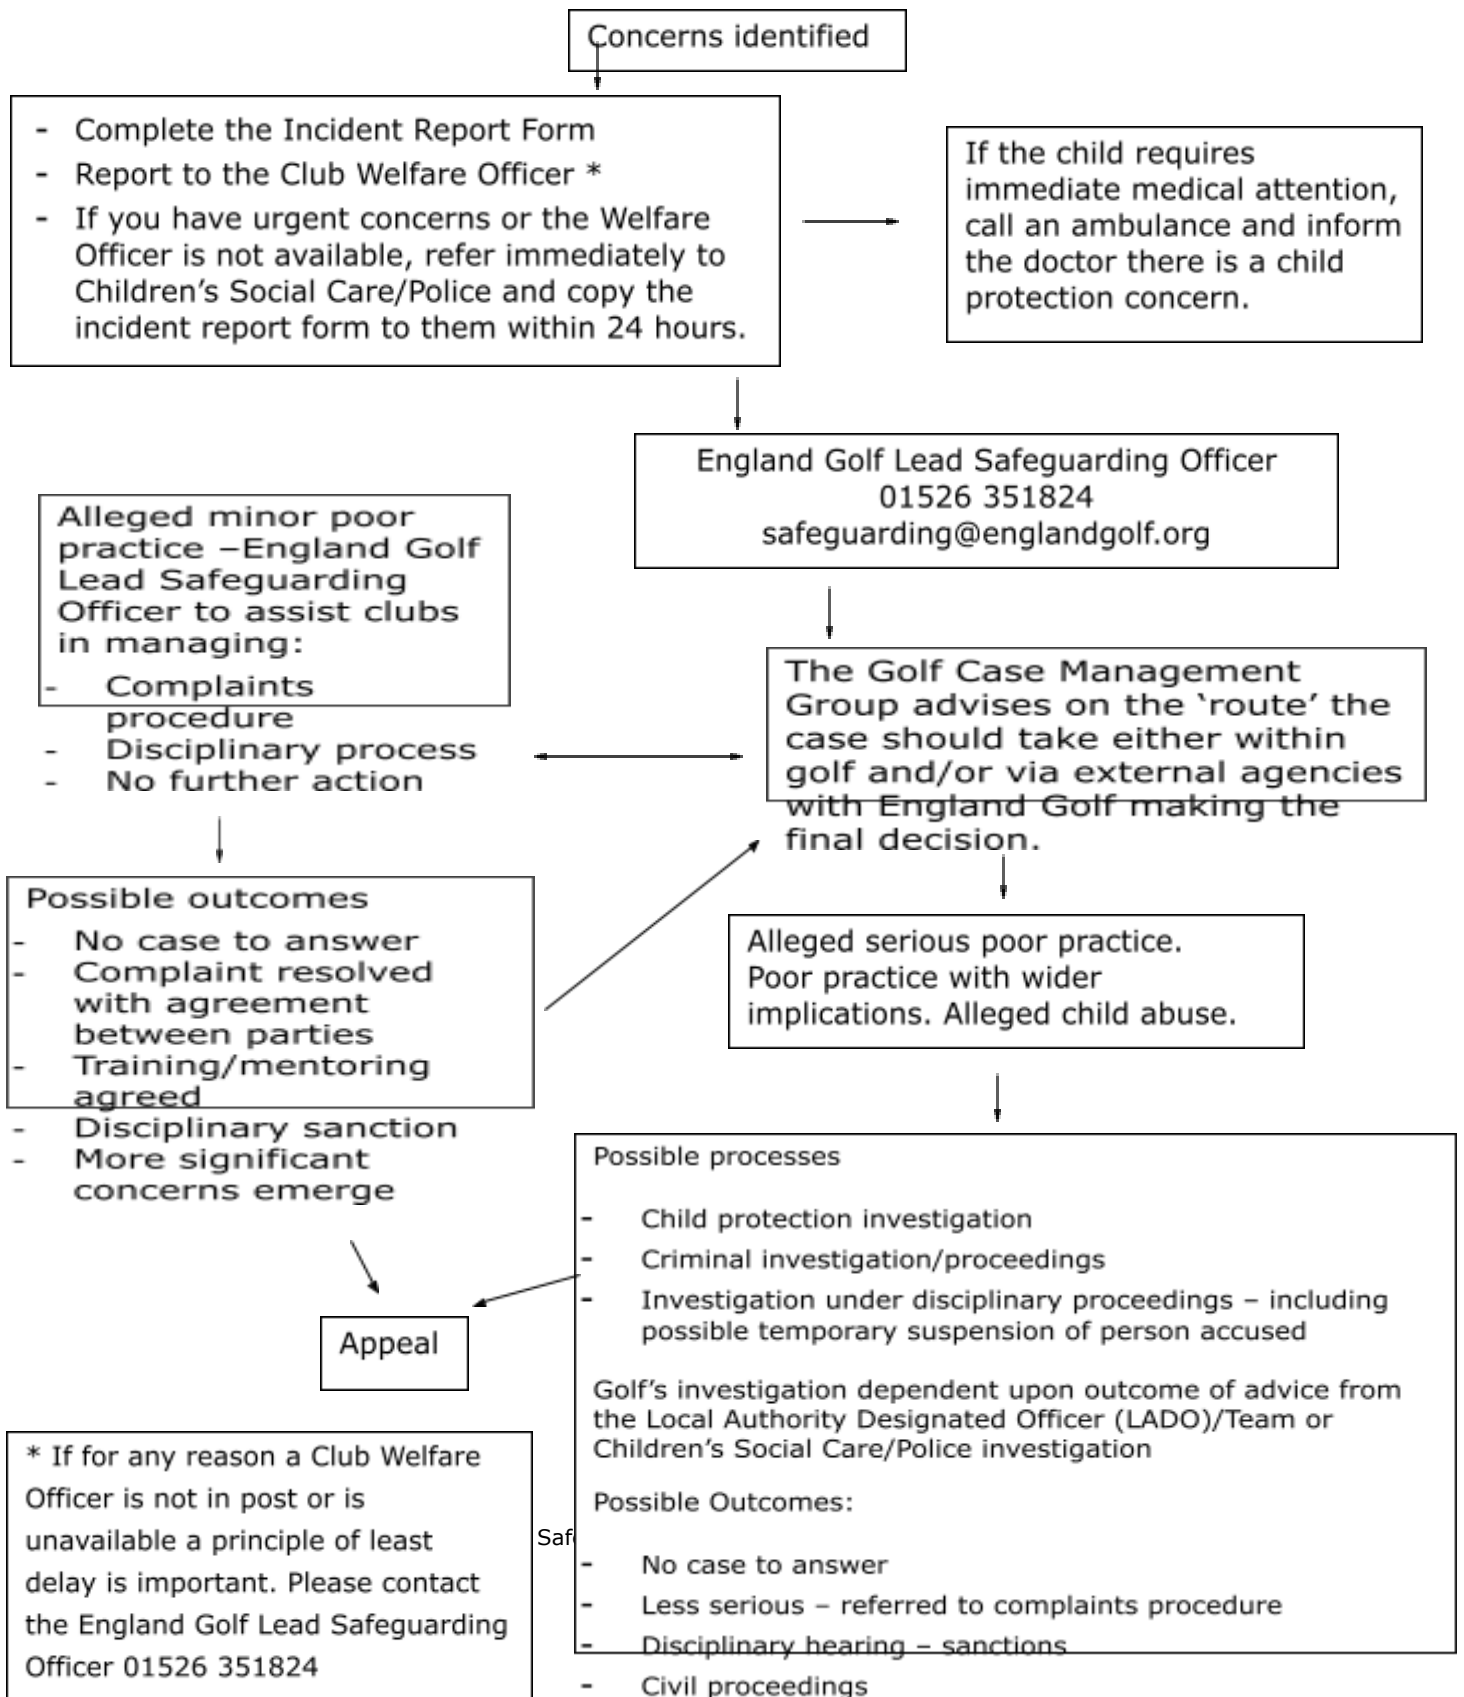 Concerns identified
- Complete the Incident Report Form
- Report to the Club Welfare Officer *
- If you have urgent concerns or the Welfare
Officer is not available, refer immediately to
Children's Social Care/Police and copy the
incident report form to them within 24 hours.
If the child requires
immediate medical attention,
call an ambulance and inform
the doctor there is a child
protection concern.
England Golf Lead Safeguarding Officer
01526 351824
safeguarding@englandgolf.org
Alleged minor poor
practice –England Golf
Lead Safeguarding
Officer to assist clubs
in managing:
- Complaints
procedure
- Disciplinary process
- No further action
The Golf Case Management
Group advises on the ‘route’ the
case should take either within
golf and/or via external agencies
with England Golf making the
final decision.
Possible outcomes
- No case to answer
- Complaint resolved
with agreement
between parties
- Training/mentoring
agreed
- Disciplinary sanction
- More significant
concerns emerge
Alleged serious poor practice.
Poor practice with wider
implications. Alleged child abuse.
Possible processes
- Child protection investigation
- Criminal investigation/proceedings
- Investigation under disciplinary proceedings – including
possible temporary suspension of person accused
Golf's investigation dependent upon outcome of advice from
the Local Authority Designated Officer (LADO)/Team or
Children's Social Care/Police investigation
Possible Outcomes:
- No case to answer
- Less serious – referred to complaints procedure
- Disciplinary hearing – sanctions
- Civil proceedings
Appeal
* If for any reason a Club Welfare
Officer is not in post or is
unavailable a principle of least
delay is important. Please contact
the England Golf Lead Safeguarding
Officer 01526 351824